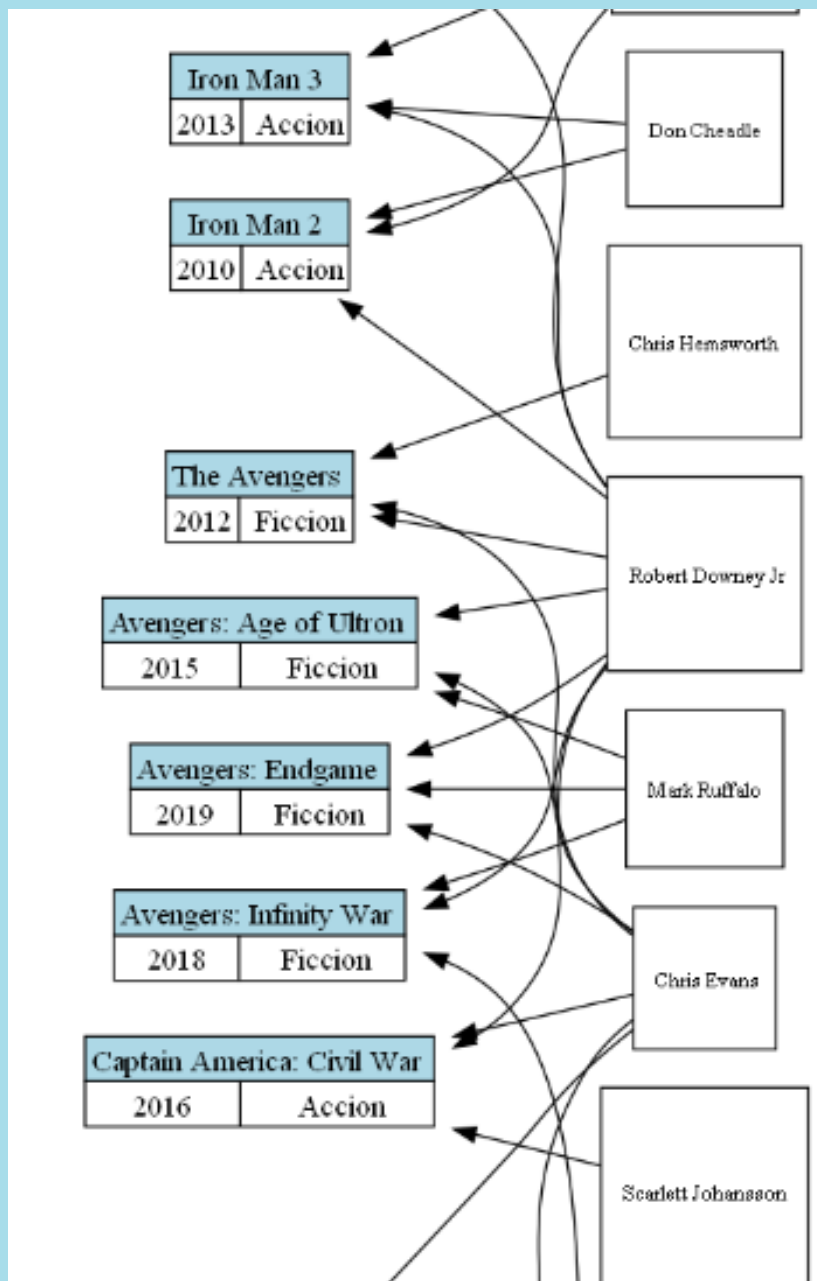 Iron Man 3
2013 Accion
Don Cheadle
Iron Man 2
2010 Accion
Chris Hemsworth
The Avengers
2012 Ficcion
Robert Downey Jr
Avengers: Age of Ultron
2015 Ficcion
Avengers: Endgame
2019 Ficcion
Mark Ruffalo
Avengers: Infinity War
2018 Ficcion
Chris Evans
Captain America: Civil War
2016 Accion
Scarlett Johansson